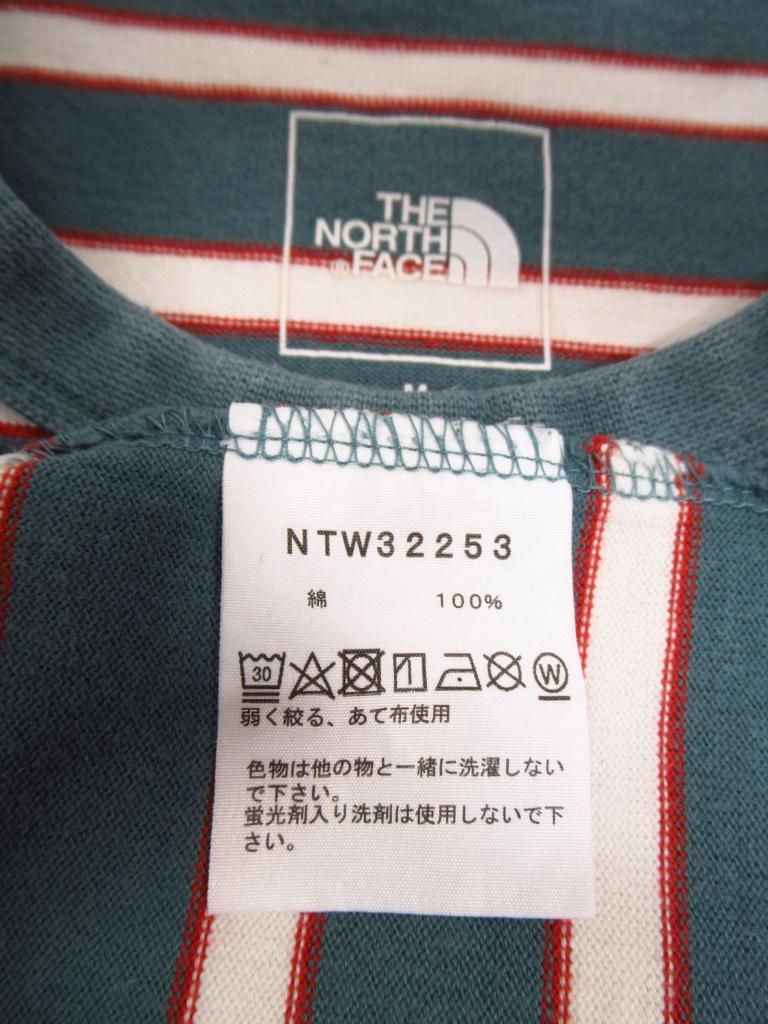 THE
NORTH
FACE
M
NTW32253
綿 100%
30 W
弱く絞る、あて布使用
色物は他の物と一緒に洗濯しない
で下さい。
蛍光剤入り洗剤は使用しないで下
さい。